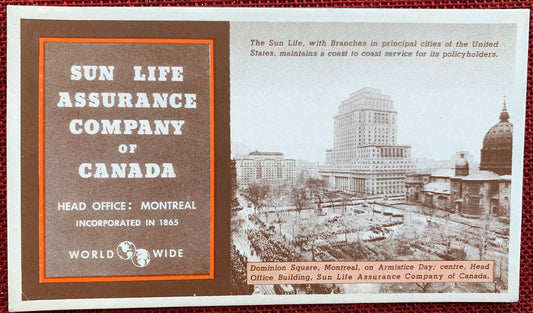 SUN LIFE
ASSURANCE
COMPANY
OF
CANADA
HEAD OFFICE: MONTREAL
INCORPORATED IN 1865
WORLD WIDE
The Sun Life, with Branches in principal cities of the United
States, maintains a coast to coast service for its policyholders.
Dominion Square, Montreal, on Armistice Day; centre, Head
Office Building, Sun Life Assurance Company of Canada.